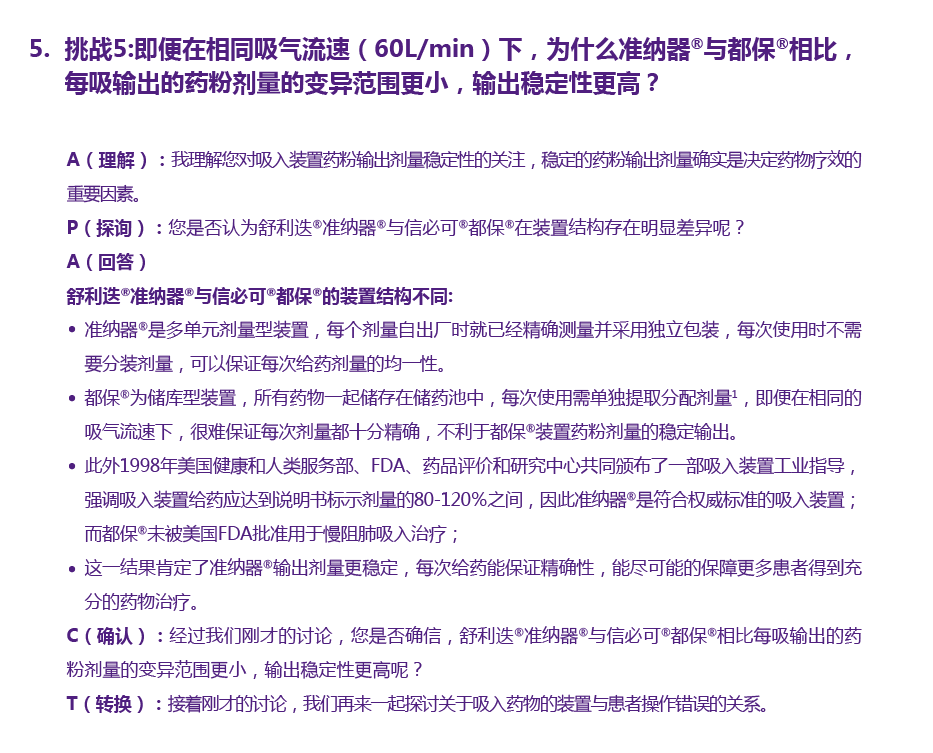 5. 挑战5:即便在相同吸气流速（60L/min）下，为什么准纳器®与都保®相比，
每吸输出的药粉剂量的变异范围更小，输出稳定性更高？
A（理解）：我理解您对吸入装置药粉输出剂量稳定性的关注，稳定的药粉输出剂量确实是决定药物疗效的
重要因素。
P（探询）：您是否认为舒利迭®准纳器®与信必可®都保®在装置结构存在明显差异呢？
A（回答）
舒利迭®准纳器®与信必可®都保®的装置结构不同:
• 准纳器®是多单元剂量型装置，每个剂量自出厂时就已经精确测量并采用独立包装，每次使用时不需
要分装剂量，可以保证每次给药剂量的均一性。
• 都保®为储库型装置，所有药物一起储存在储药池中，每次使用需单独提取分配剂量¹，即便在相同的
吸气流速下，很难保证每次剂量都十分精确，不利于都保®装置药粉剂量的稳定输出。
• 此外1998年美国健康和人类服务部、FDA、药品评价和研究中心共同颁布了一部吸入装置工业指导，
强调吸入装置给药应达到说明书标示剂量的80-120%之间，因此准纳器®是符合权威标准的吸入装置；
而都保®未被美国FDA批准用于慢阻肺吸入治疗；
• 这一结果肯定了准纳器®输出剂量更稳定，每次给药能保证精确性，能尽可能的保障更多患者得到充
分的药物治疗。
C（确认）：经过我们刚才的讨论，您是否确信，舒利迭®准纳器®与信必可®都保®相比每吸输出的药
粉剂量的变异范围更小，输出稳定性更高呢？
T（转换）：接着刚才的讨论，我们再来一起探讨关于吸入药物的装置与患者操作错误的关系。